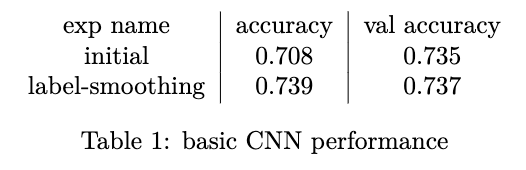 exp name accuracy val accuracy
initial 0.708 0.735
label-smoothing 0.739 0.737
Table 1: basic CNN performance